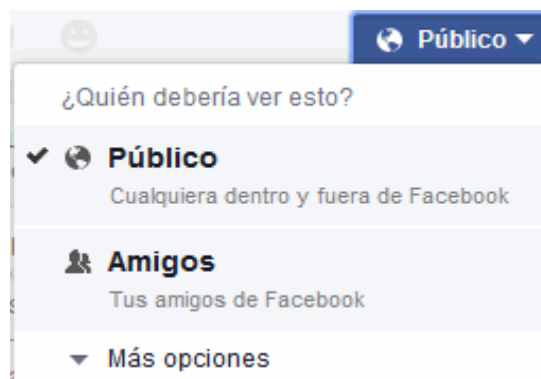 Público
¿Quién debería ver esto?
Público
Cualquiera dentro y fuera de Facebook
Amigos
Tus amigos de Facebook
Más opciones